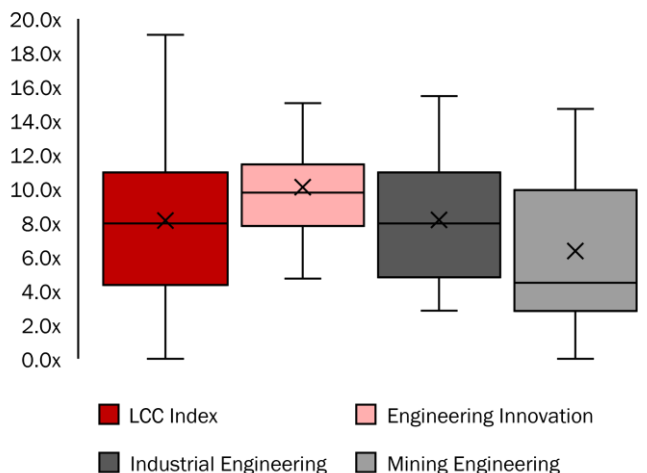 20.0x
18.0x
16.0x
14.0x
12.0x
10.0x
8.0x
6.0x
4.0x
2.0x
0.0x
LCC Index
Engineering Innovation
Industrial Engineering
Mining Engineering